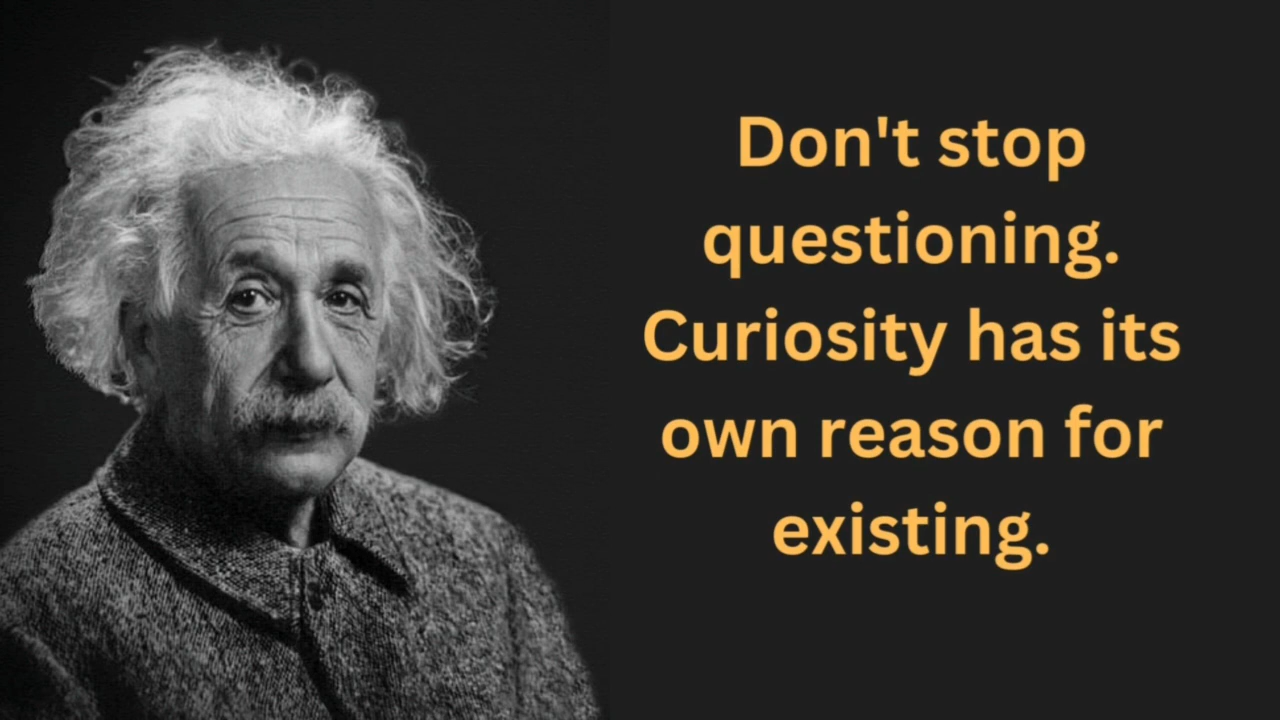 Don't stop
questioning.
Curiosity has its
own reason for
existing.